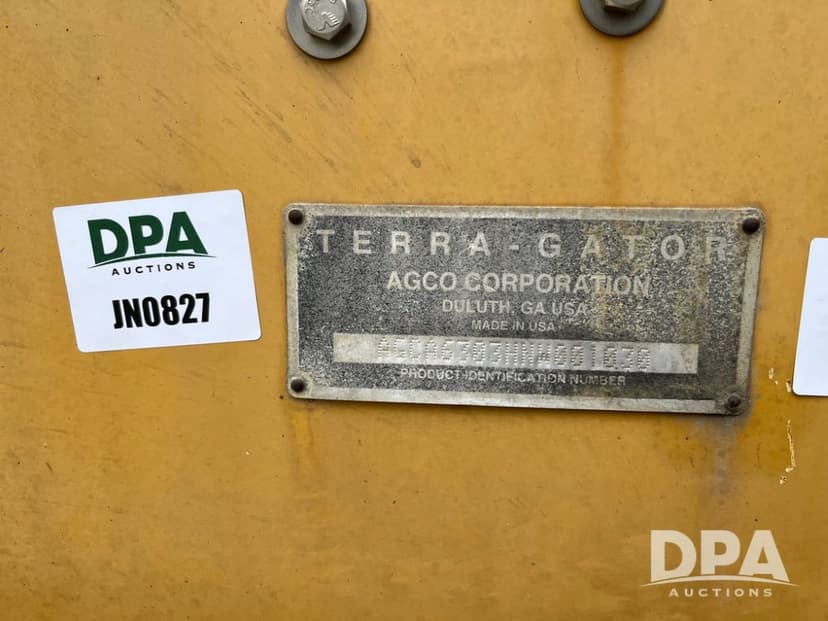 DPA
AUCTIONS
JN0827
TERRA-GATOR
AGCO CORPORATION
DULUTH, GA USA
MADE IN USA
PRODUCT IDENTIFICATION NUMBER
DPA
AUCTIONS